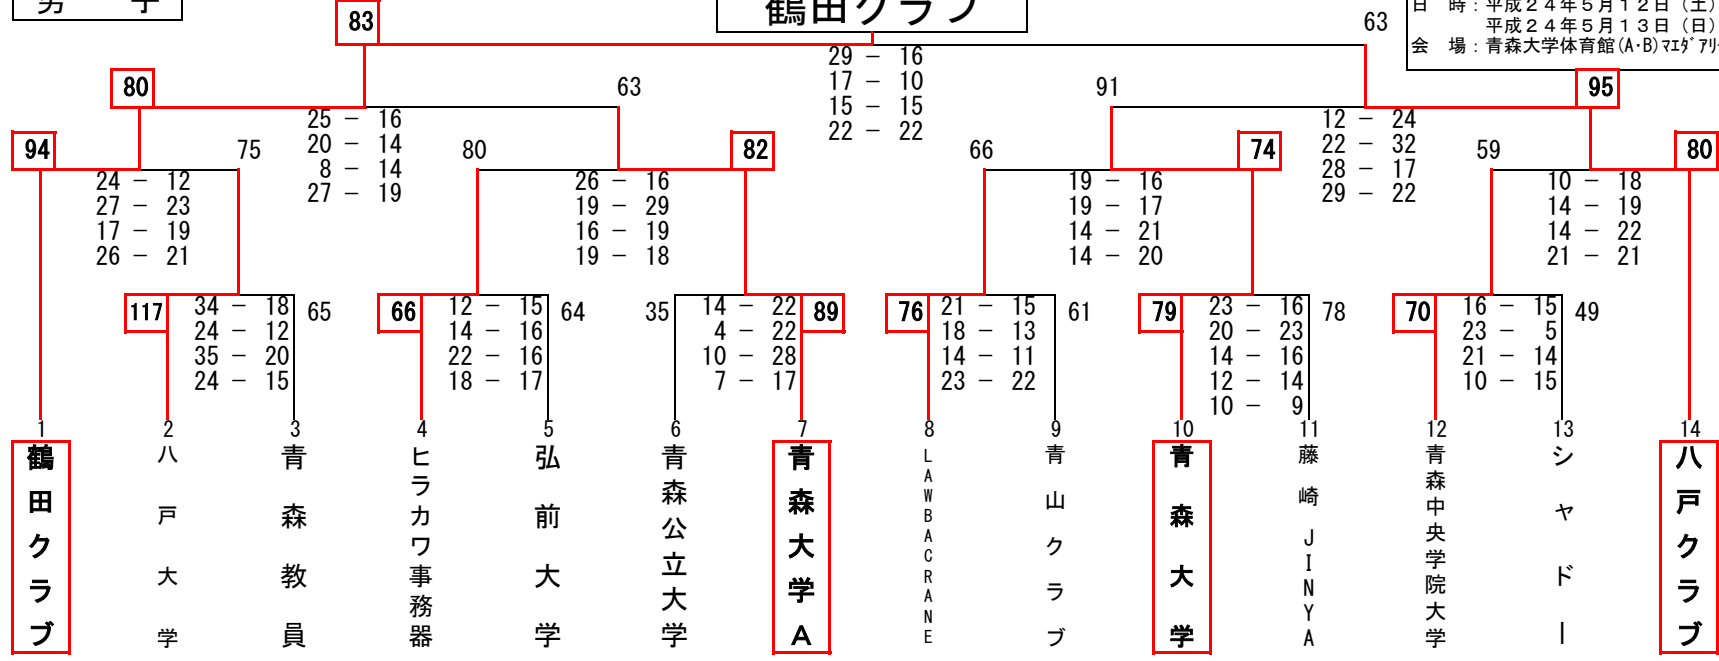 男 子
鶴田クラブ
日 時：平成２４年５月１２日（土）
平成２４年５月１３日（日）
会 場：青森大学体育館(A・B)ﾏｴﾀﾞｱﾘ
83
63
29 － 16
17 － 10
15 － 15
22 － 22
80
63
91
95
25 － 16
20 － 14
8 － 14
27 － 19
12 － 24
22 － 32
28 － 17
29 － 22
94
75
80
82
66
74
59
80
24 － 12
27 － 23
17 － 19
26 － 21
26 － 16
19 － 29
16 － 19
19 － 18
19 － 16
19 － 17
14 － 21
14 － 20
10 － 18
14 － 19
14 － 22
21 － 21
117
34 － 18
24 － 12
35 － 20
24 － 15
65
66
12 － 15
14 － 16
22 － 16
18 － 17
64
35
14 － 22
4 － 22
10 － 28
7 － 17
89
76
21 － 15
18 － 13
14 － 11
23 － 22
61
79
23 － 16
20 － 23
14 － 16
12 － 14
10 － 9
78
70
16 － 15
23 － 5
21 － 14
10 － 15
49
1
鶴田クラブ
2
八戸大学
3
青森教員
4
ヒラカワ事務器
5
弘前大学
6
青森公立大学
7
青森大学Ａ
8
LAWBACRANE
9
青山クラブ
10
青森大学
11
藤崎JINYA
12
青森中央学院大学
13
シャドー
14
八戸クラブ